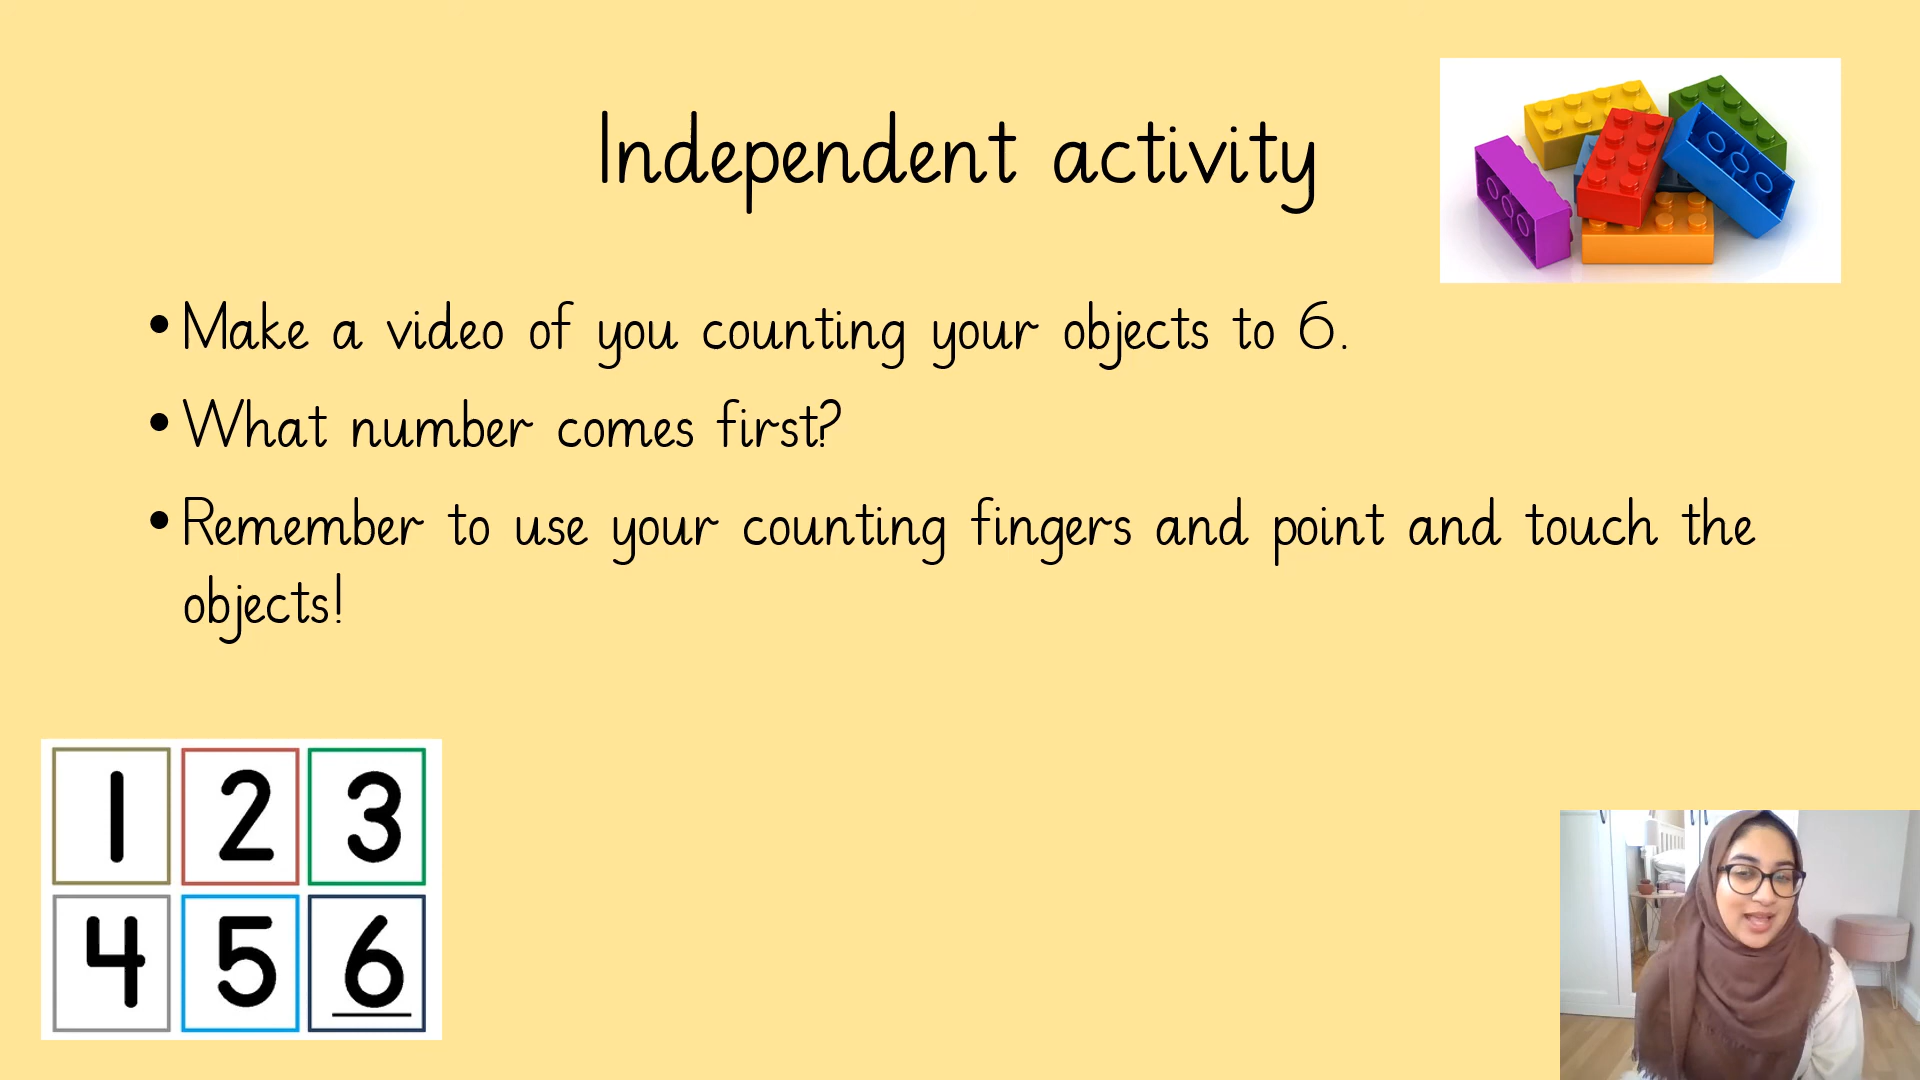 Independent activity
• Make a video of you counting your objects to 6.
• What number comes first?
• Remember to use your counting fingers and point and touch the
objects!
1 2 3
4 5 6